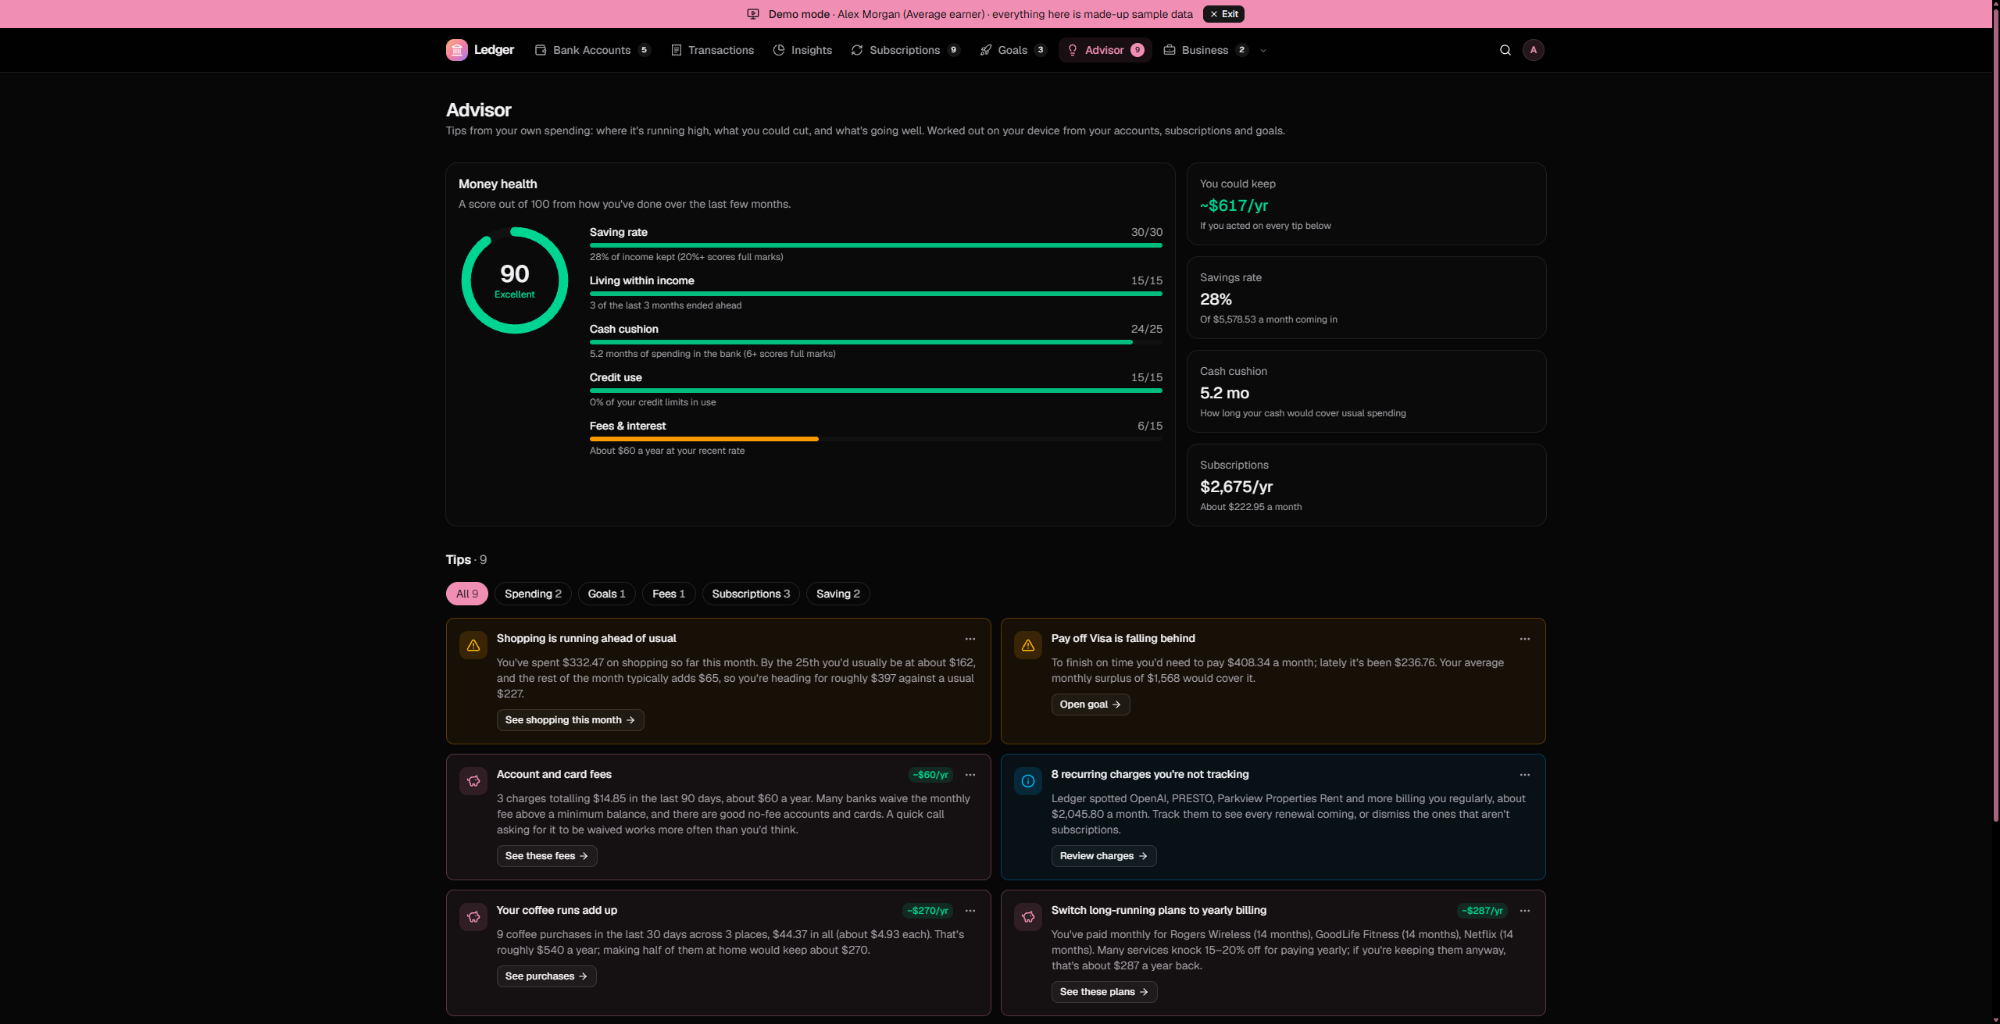 Demo mode · Alex Morgan (Average earner) · everything here is made-up sample data
Exit
Ledger
Bank Accounts 5
Transactions
Insights
Subscriptions 9
Goals 3
Advisor 9
Business 2
A
Advisor
Tips from your own spending: where it's running high, what you could cut, and what's going well. Worked out on your device from your accounts, subscriptions and goals.
Money health
A score out of 100 from how you've done over the last few months.
90
Excellent
Saving rate 30/30
28% of income kept (20%+ scores full marks)
Living within income 15/15
3 of the last 3 months ended ahead
Cash cushion 24/25
5.2 months of spending in the bank (6+ scores full marks)
Credit use 15/15
0% of your credit limits in use
Fees & interest 6/15
About $60 a year at your recent rate
You could keep
~$617/yr
If you acted on every tip below
Savings rate
28%
Of $5,578.53 a month coming in
Cash cushion
5.2 mo
How long your cash would cover usual spending
Subscriptions
$2,675/yr
About $222.95 a month
Tips · 9
All 9
Spending 2
Goals 1
Fees 1
Subscriptions 3
Saving 2
Shopping is running ahead of usual
You've spent $332.47 on shopping so far this month. By the 25th you'd usually be at about $162,
and the rest of the month typically adds $65, so you're heading for roughly $397 against a usual
$227.
See shopping this month →
Pay off Visa is falling behind
To finish on time you'd need to pay $408.34 a month; lately it's been $236.76. Your average
monthly surplus of $1,568 would cover it.
Open goal →
Account and card fees ~$60/yr
3 charges totalling $14.85 in the last 90 days, about $60 a year. Many banks waive the monthly
fee above a minimum balance, and there are good no-fee accounts and cards. A quick call
asking for it to be waived works more often than you'd think.
See these fees →
8 recurring charges you're not tracking
Ledger spotted OpenAI, PRESTO, Parkview Properties Rent and more billing you regularly, about
$2,045.80 a month. Track them to see every renewal coming, or dismiss the ones that aren't
subscriptions.
Review charges →
Your coffee runs add up ~$270/yr
9 coffee purchases in the last 30 days across 3 places, $44.37 in all (about $4.93 each). That's
roughly $540 a year; making half of them at home would keep about $270.
See purchases →
Switch long-running plans to yearly billing ~$287/yr
You've paid monthly for Rogers Wireless (14 months), GoodLife Fitness (14 months), Netflix (14
months). Many services knock 15–20% off for paying yearly; if you're keeping them anyway,
that's about $287 a year back.
See these plans →